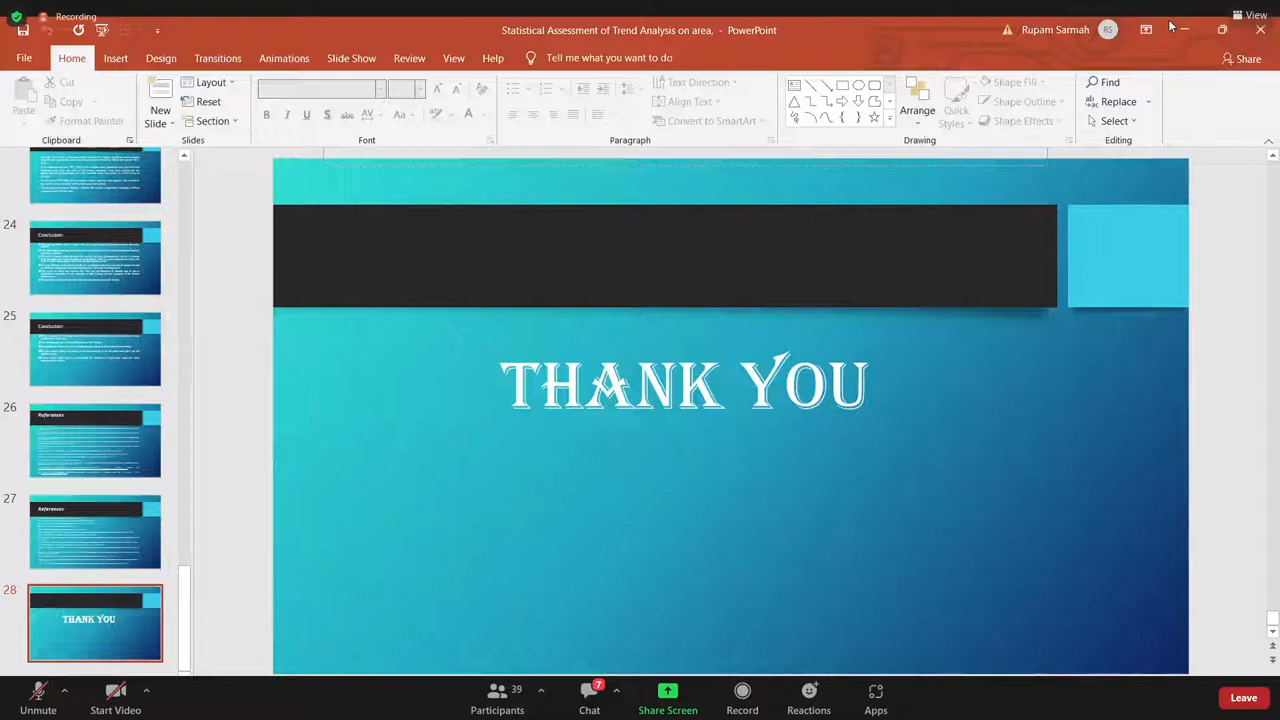 Recording
View
Statistical Assessment of Trend Analysis on area, - PowerPoint
Rupam Sarmah
RS
File
Home
Insert
Design
Transitions
Animations
Slide Show
Review
View
Help
Tell me what you want to do
Share
Paste
Cut
Copy
Format Painter
Clipboard
New Slide
Layout
Reset
Section
Slides
Font
Text Direction
Align Text
Convert to SmartArt
Paragraph
Arrange
Quick Styles
Shape Fill
Shape Outline
Shape Effects
Drawing
Find
Replace
Select
Editing
24
Conclusion:
25
Conclusion:
26
References
27
References
28
THANK YOU
THANK YOU
Unmute
Start Video
39
Participants
7
Chat
Share Screen
Record
Reactions
Apps
Leave